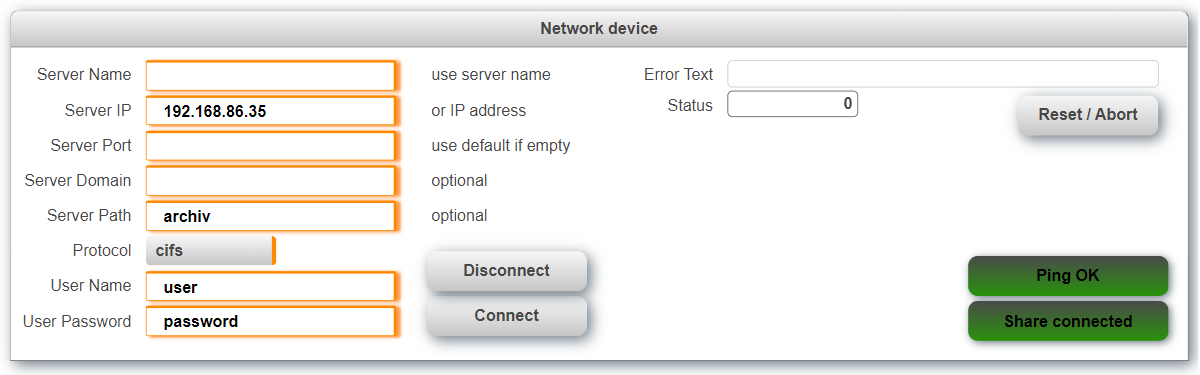 Network device
Server Name use server name Error Text
Server IP 192.168.86.35 or IP address Status 0
Reset / Abort
Server Port use default if empty
Server Domain optional
Server Path archiv optional
Protocol cifs
Disconnect
Ping OK
User Name user
User Password password Connect Share connected